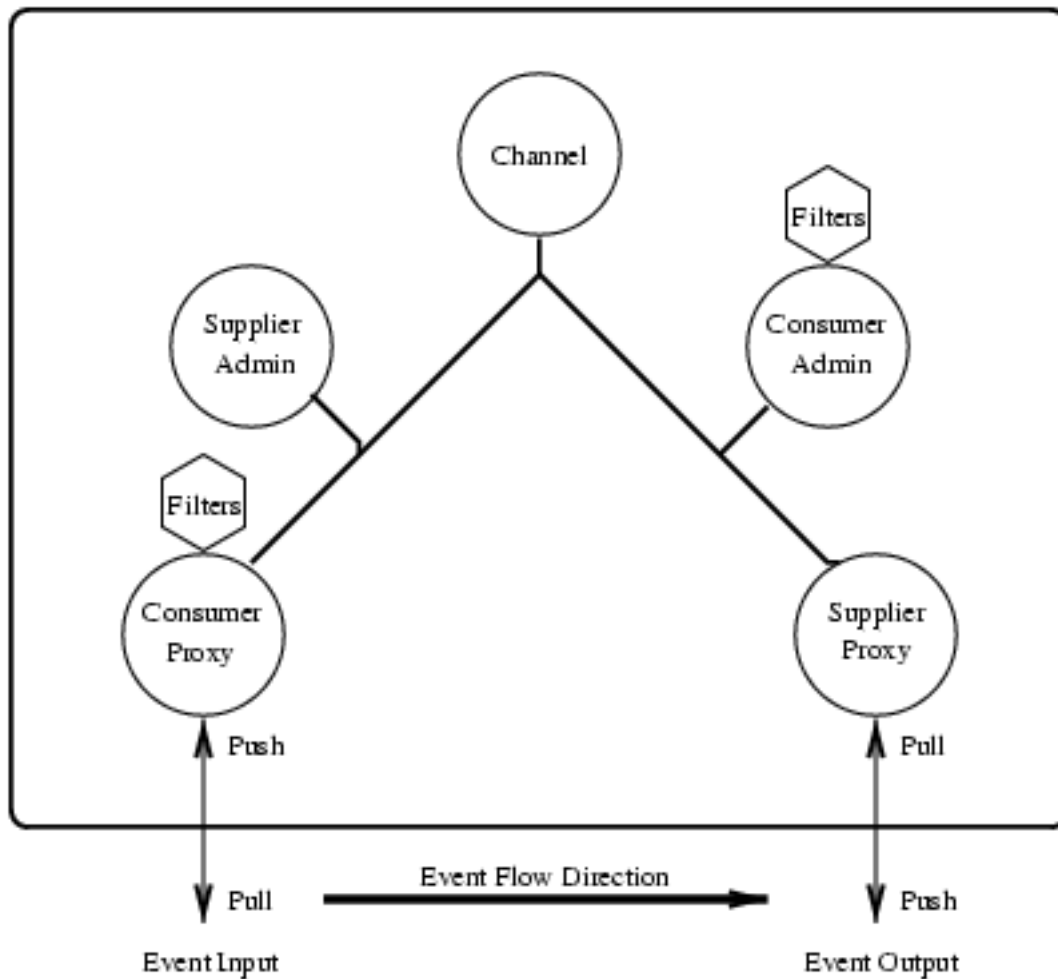 Channel
Filters
Supplier
Admin
Consumer
Admin
Filters
Consumer
Proxy
Supplier
Proxy
Push
Pull
Event Flow Direction
Pull
Push
Event Input
Event Output